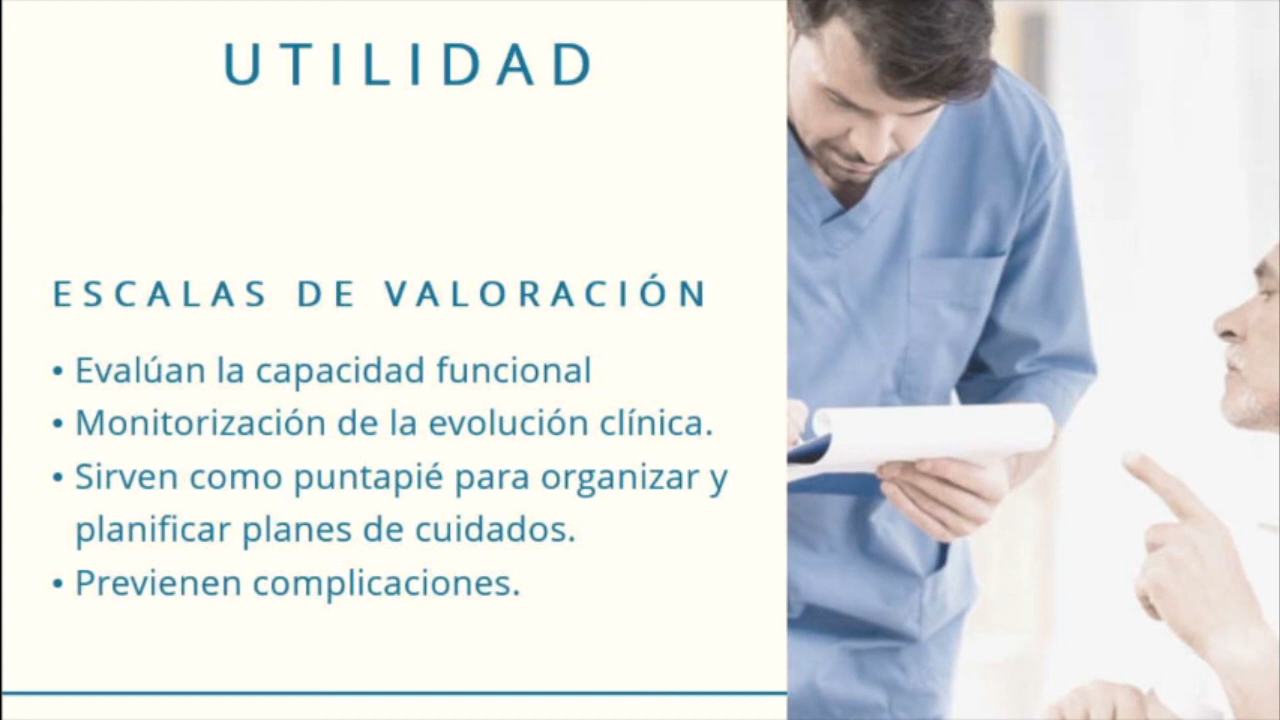 UTILIDAD
ESCALAS DE VALORACIÓN
• Evalúan la capacidad funcional
• Monitorización de la evolución clínica.
• Sirven como puntapié para organizar y
planificar planes de cuidados.
• Previenen complicaciones.